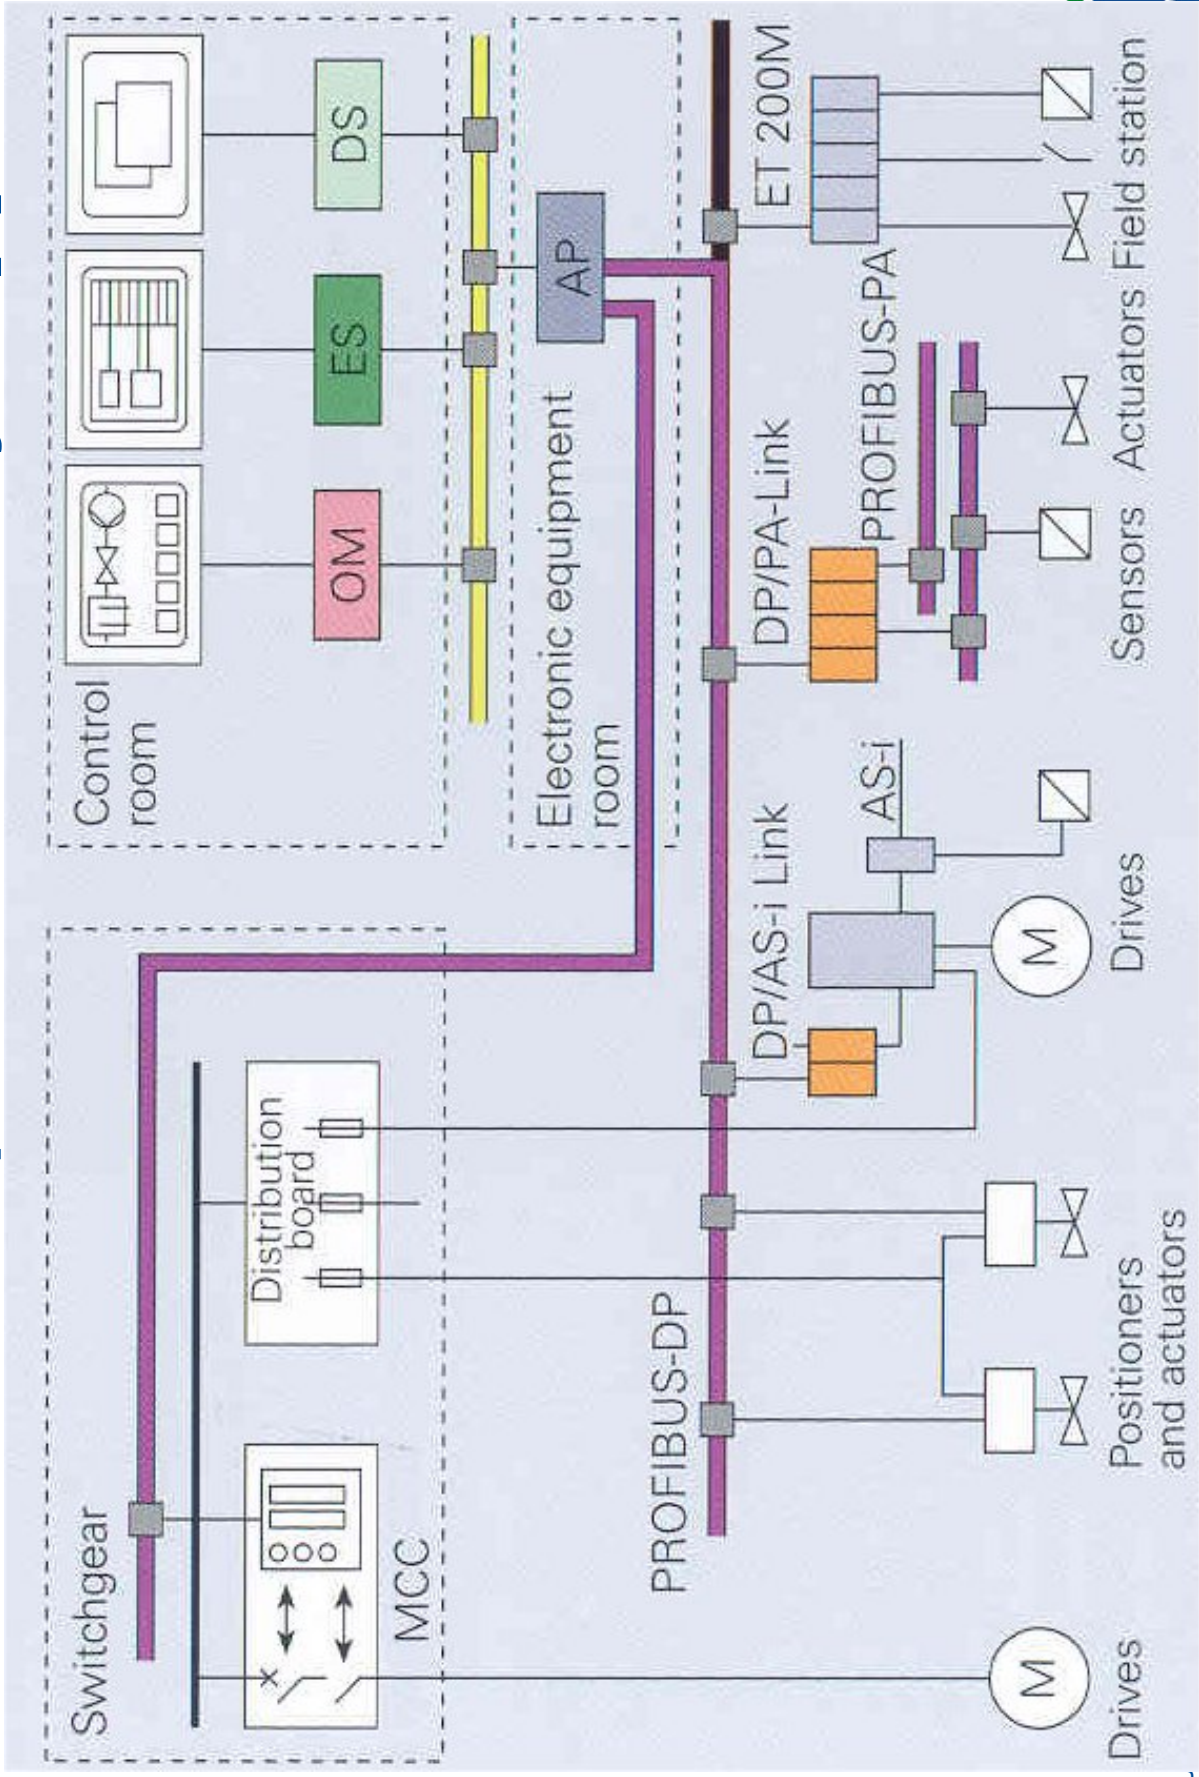 Switchgear
MCC
Distribution
board
Control
room
OM
ES
DS
Electronic equipment
room
AP
PROFIBUS-DP
DP/AS-i Link
AS-i
DP/PA-Link
PROFIBUS-PA
ET 200M
M
M
Drives
Positioners
and actuators
Drives
Sensors
Actuators
Field station